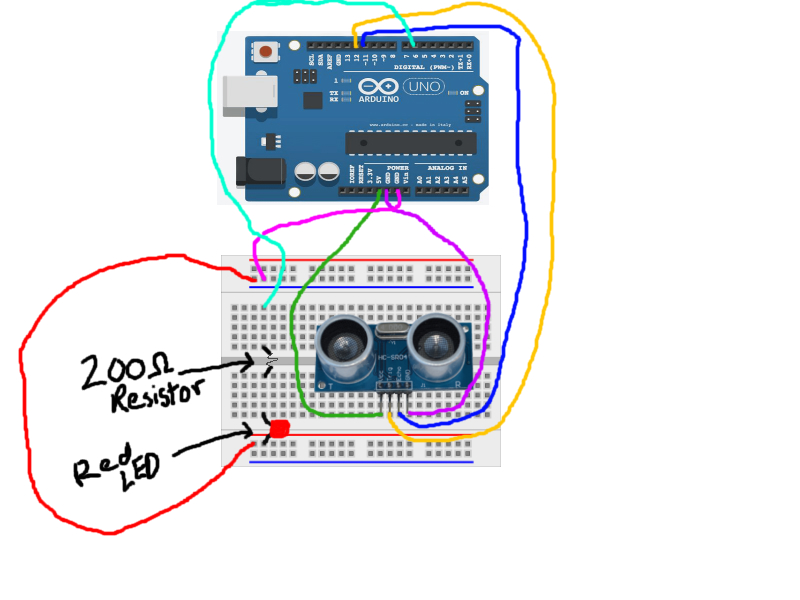 SCL SDA AREF GND 13 12 ~11 ~10 ~9 8 7 6 5 4 3 2 TX→1 RX←0
DIGITAL (PWM~)
TX
RX
UNO
ON
ARDUINO
www.arduino.cc - made in Italy
POWER ANALOG IN
IOREF RESET 3.3V 5V GND GND Vin A0 A1 A2 A3 A4 A5
HC-SR04
Trig Echo
T R
200Ω
Resistor
Red
LED